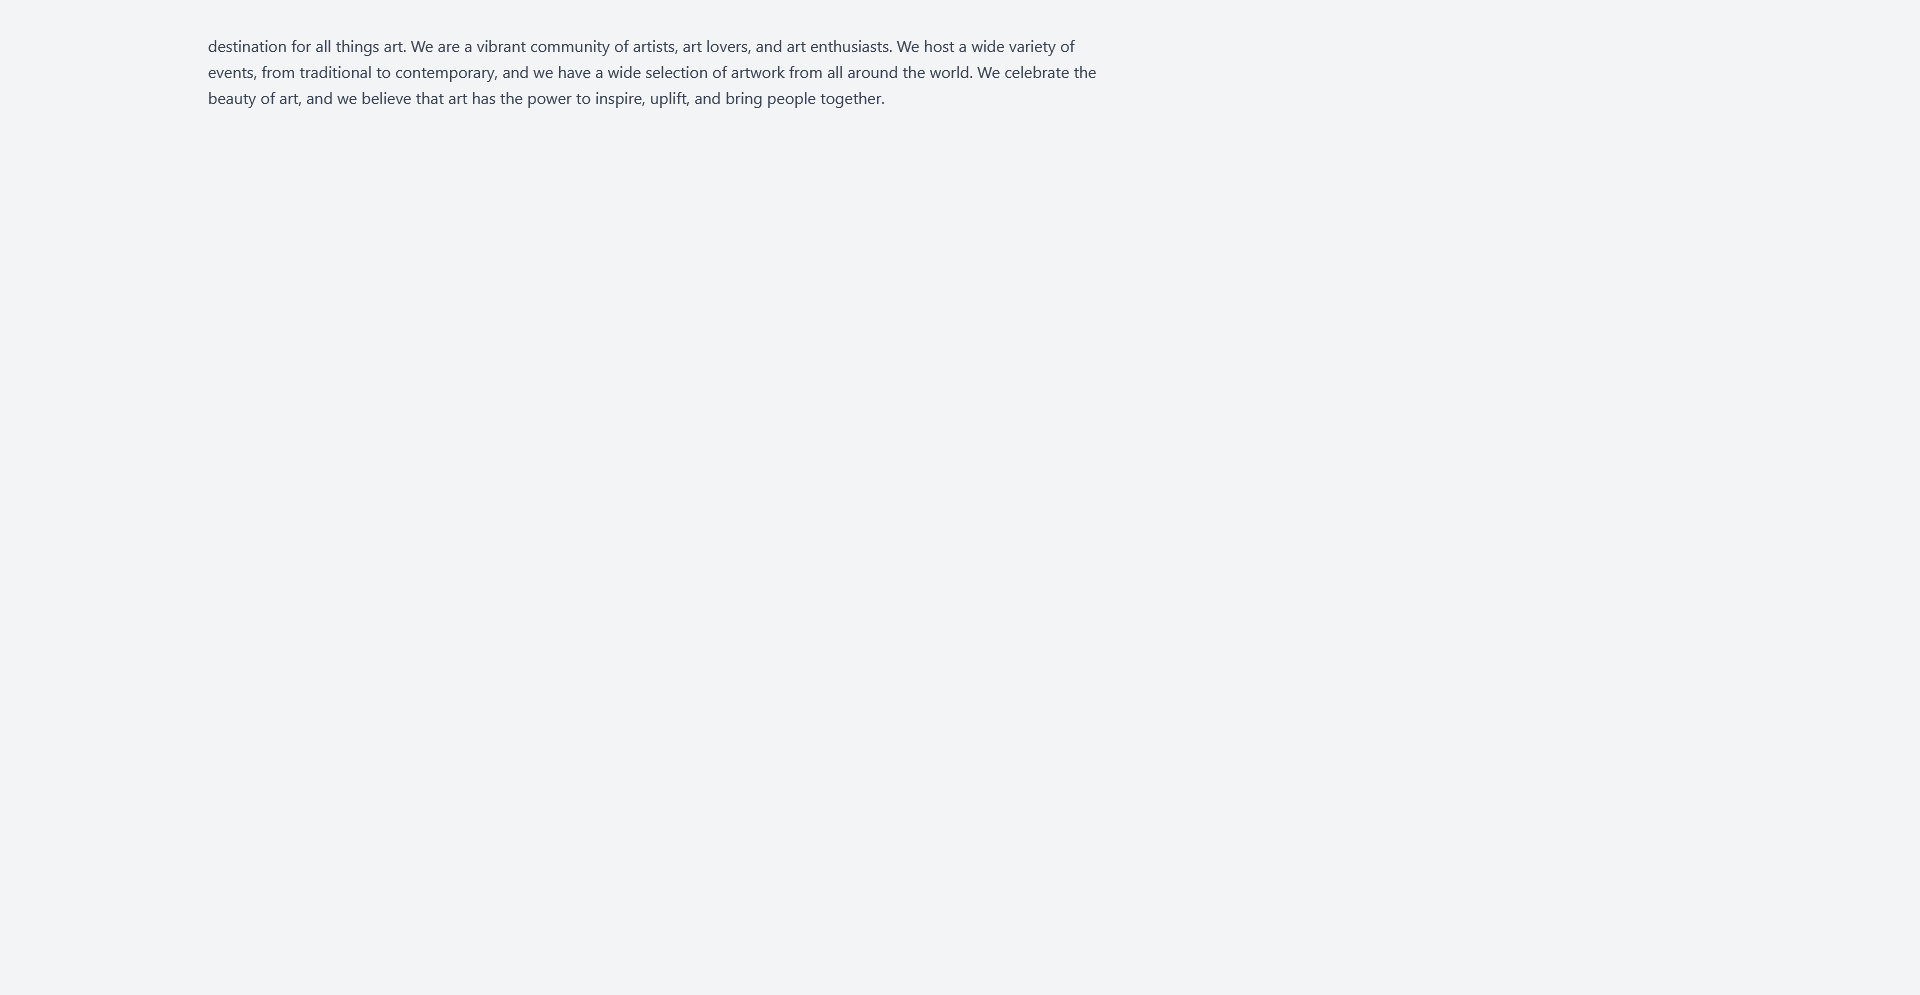 destination for all things art. We are a vibrant community of artists, art lovers, and art enthusiasts. We host a wide variety of
events, from traditional to contemporary, and we have a wide selection of artwork from all around the world. We celebrate the
beauty of art, and we believe that art has the power to inspire, uplift, and bring people together.